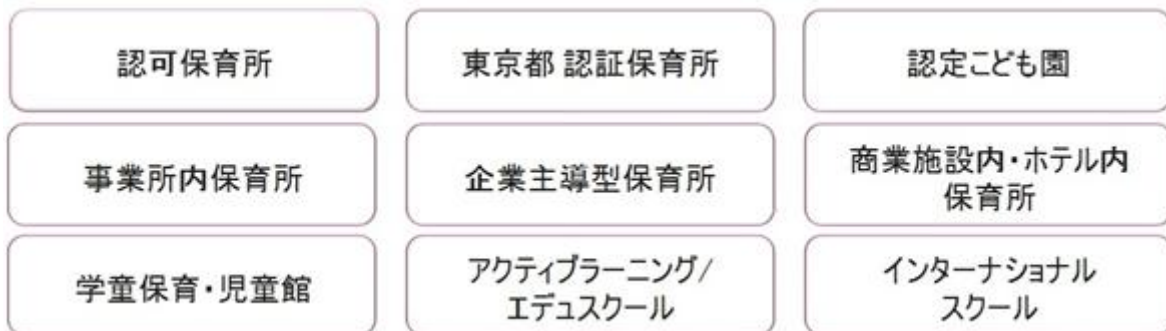 認可保育所
東京都 認証保育所
認定こども園
事業所内保育所
企業主導型保育所
商業施設内・ホテル内
保育所
学童保育・児童館
アクティブラーニング/
エデュスクール
インターナショナル
スクール